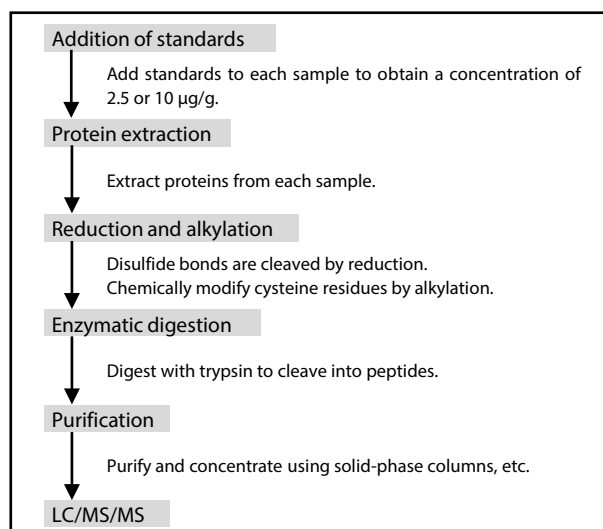 Addition of standards
Add standards to each sample to obtain a concentration of
2.5 or 10 µg/g.
Protein extraction
Extract proteins from each sample.
Reduction and alkylation
Disulfide bonds are cleaved by reduction.
Chemically modify cysteine residues by alkylation.
Enzymatic digestion
Digest with trypsin to cleave into peptides.
Purification
Purify and concentrate using solid-phase columns, etc.
LC/MS/MS